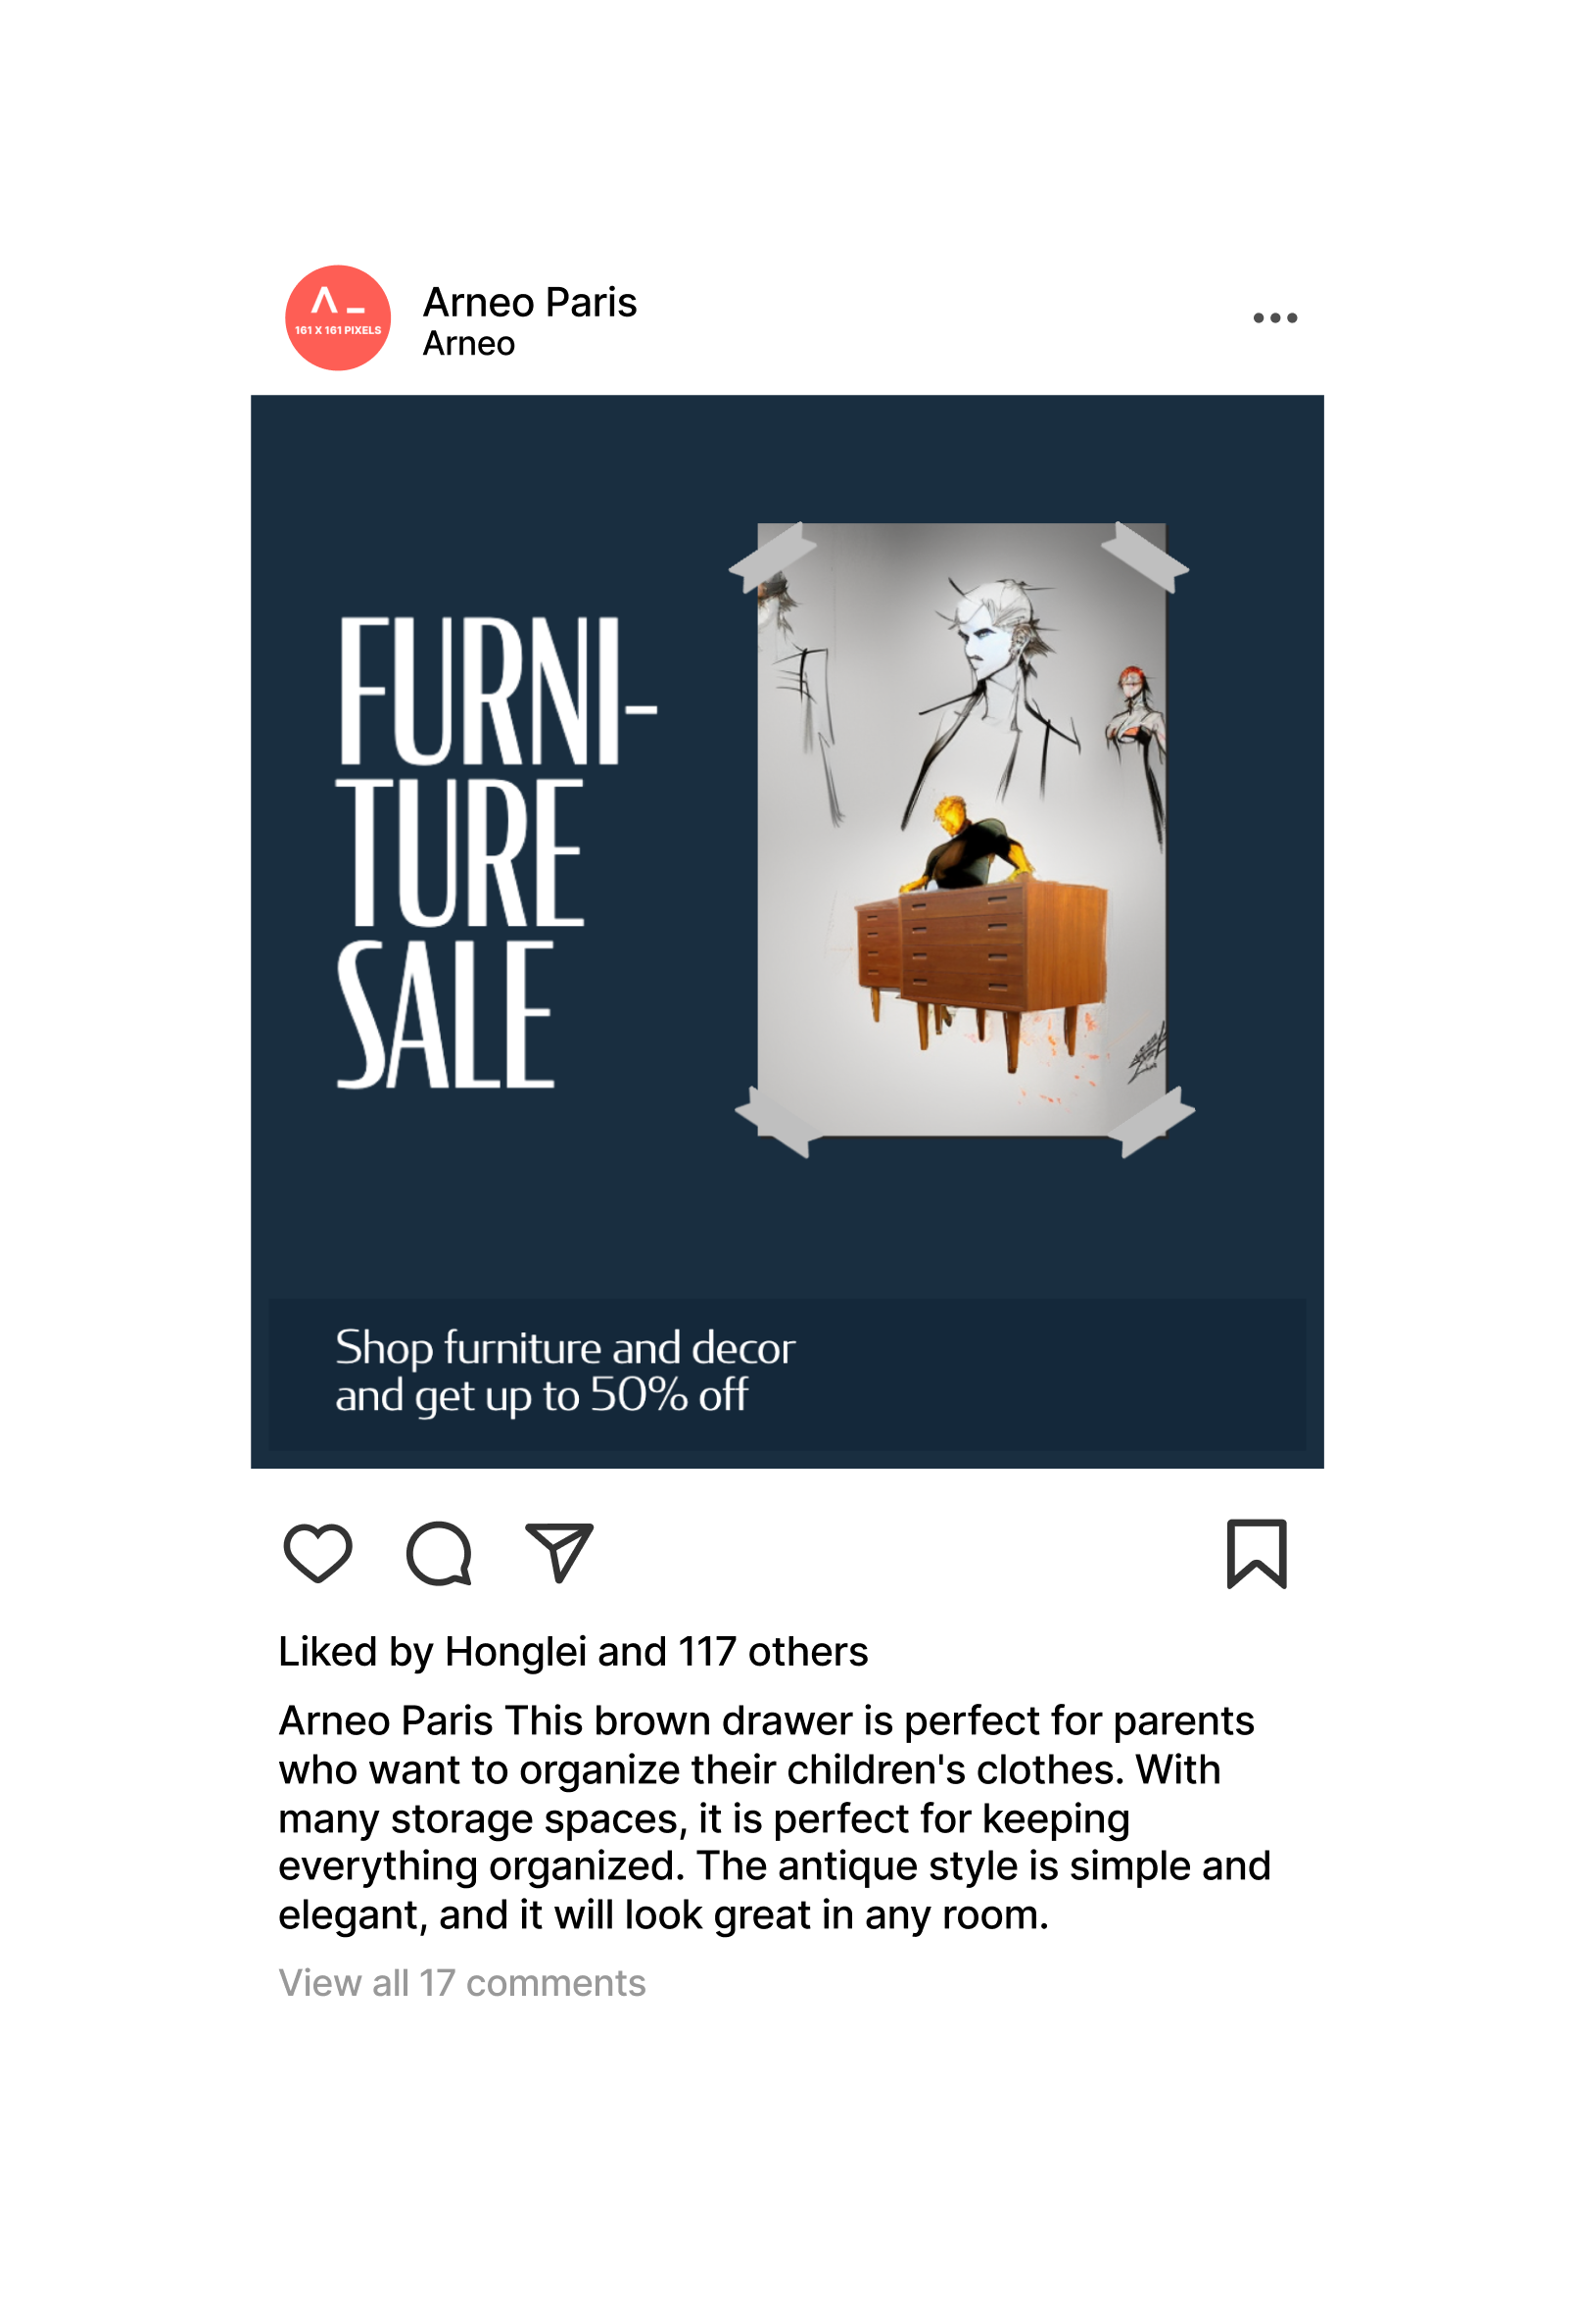 161 X 161 PIXELS
Arneo Paris
Arneo
FURNI-
TURE
SALE
Shop furniture and decor
and get up to 50% off
Liked by Honglei and 117 others
Arneo Paris This brown drawer is perfect for parents
who want to organize their children's clothes. With
many storage spaces, it is perfect for keeping
everything organized. The antique style is simple and
elegant, and it will look great in any room.
View all 17 comments